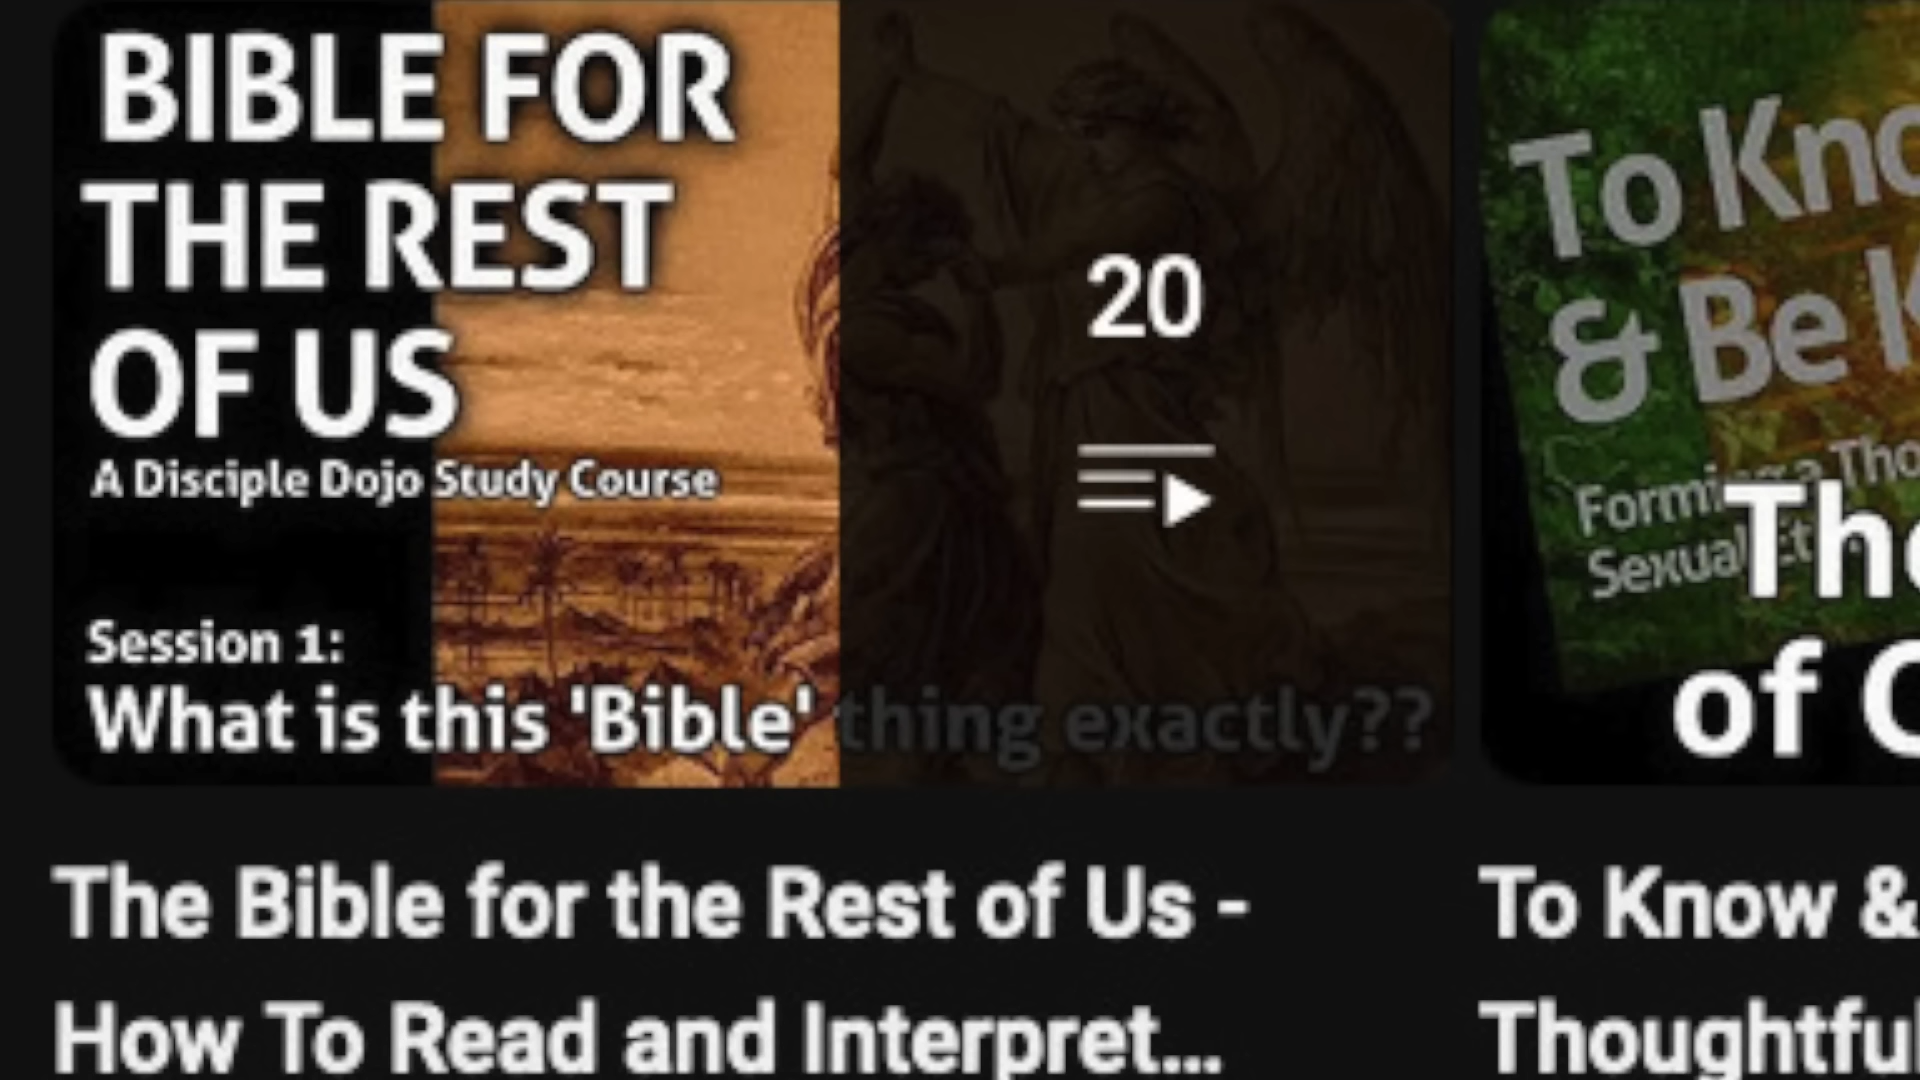 BIBLE FOR
THE REST
OF US
A Disciple Dojo Study Course
Session 1:
What is this 'Bible' thing exactly??
20
The Bible for the Rest of Us -
How To Read and Interpret...
To Kno
& Be K
Forming a Tho
Sexual Et
The
of C
To Know &
Thoughtful